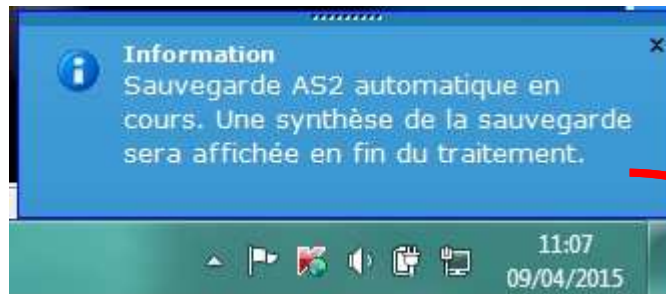 Information
Sauvegarde AS2 automatique en
cours. Une synthèse de la sauvegarde
sera affichée en fin du traitement.
11:07
09/04/2015